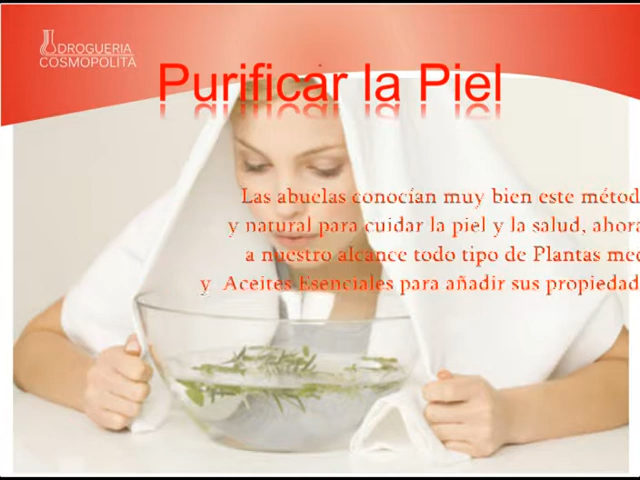 DROGUERIA
COSMOPOLITA
Purificar la Piel
Las abuelas conocían muy bien este métod
y natural para cuidar la piel y la salud, ahora
a nuestro alcance todo tipo de Plantas med
y Aceites Esenciales para añadir sus propiedad